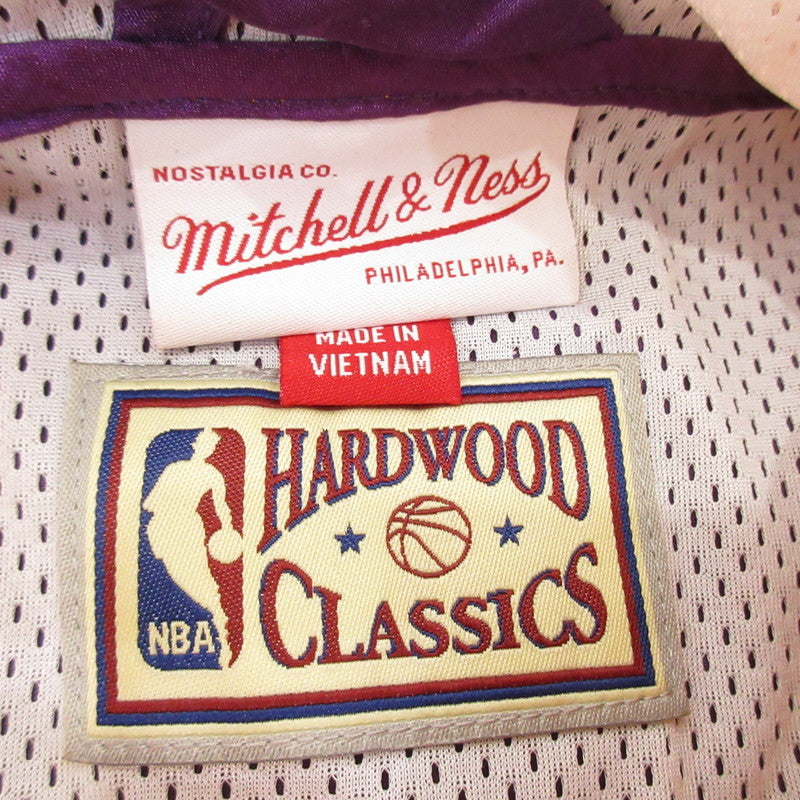 NOSTALGIA CO.
Mitchell & Ness
PHILADELPHIA, PA.
MADE IN
VIETNAM
HARDWOOD
CLASSICS
NBA